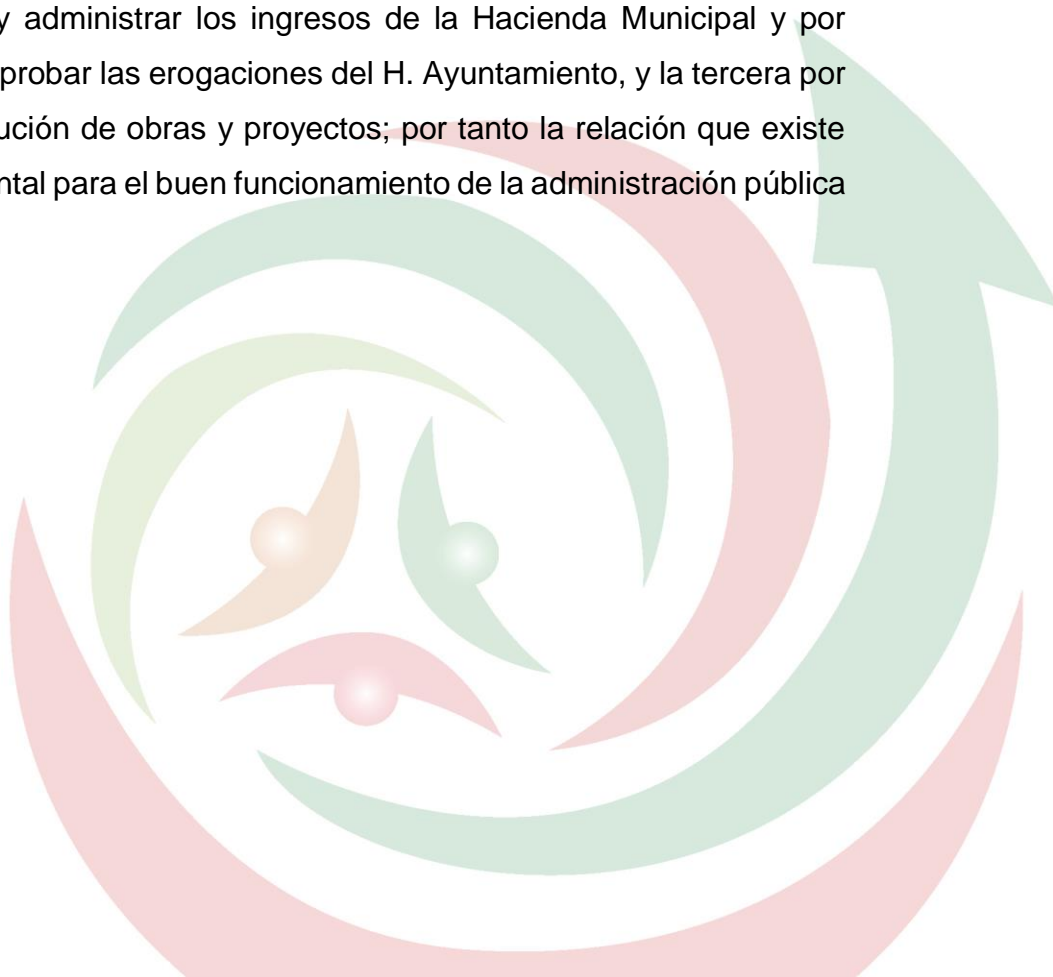 y administrar los ingresos de la Hacienda Municipal y por
probar las erogaciones del H. Ayuntamiento, y la tercera por
ución de obras y proyectos; por tanto la relación que existe
ntal para el buen funcionamiento de la administración pública